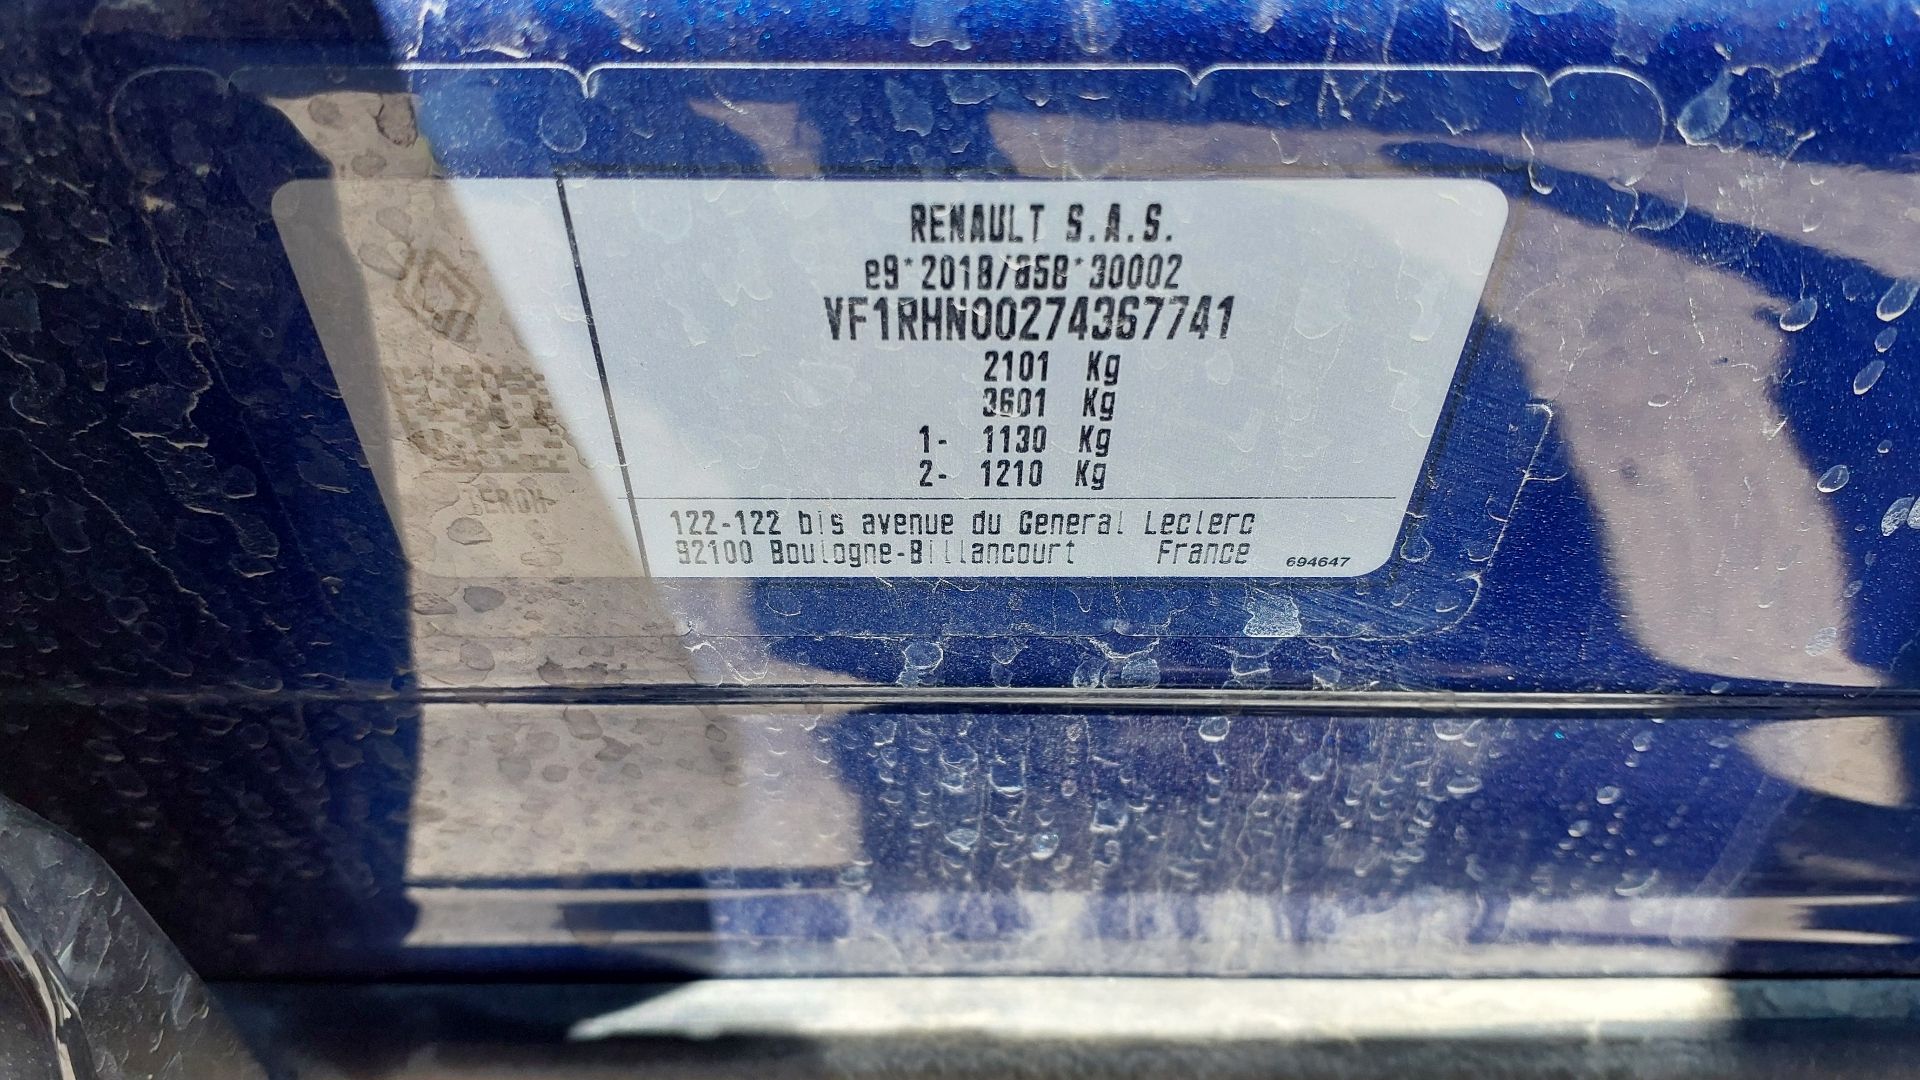 RENAULT S.A.S.
e9*2018/858*30002
VF1RHN00274367741
2101 Kg
3601 Kg
1- 1130 Kg
2- 1210 Kg
122-122 bis avenue du General Leclerc
92100 Boulogne-Billancourt France
694647